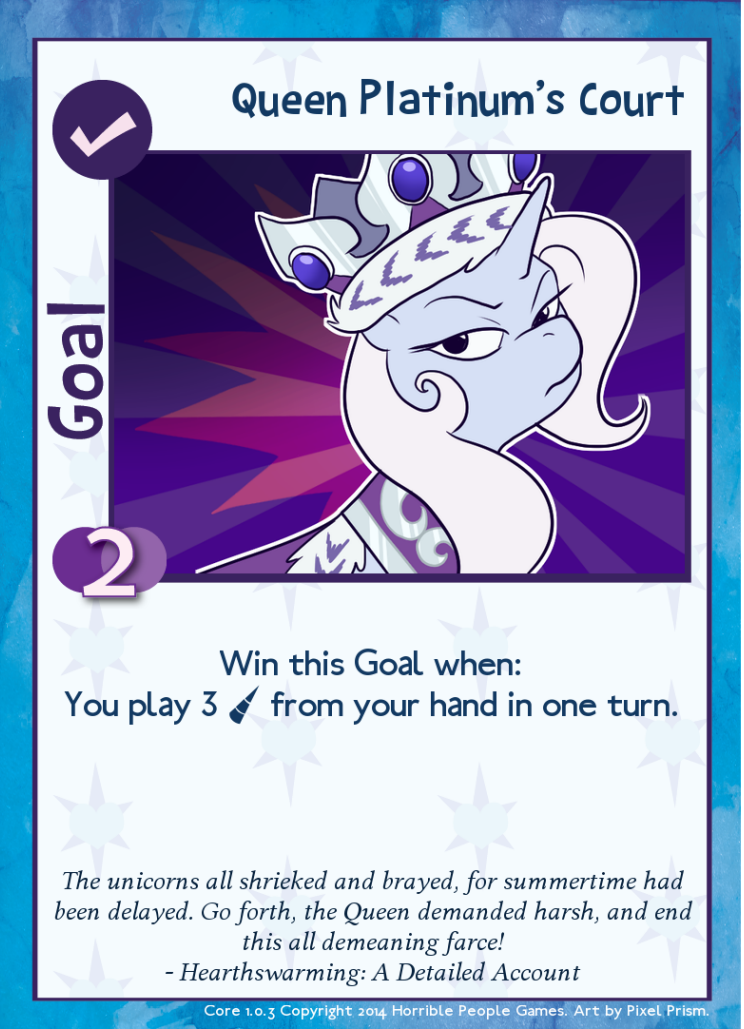 Queen Platinum's Court
Goal
2
Win this Goal when:
You play 3 from your hand in one turn.
The unicorns all shrieked and brayed, for summertime had
been delayed. Go forth, the Queen demanded harsh, and end
this all demeaning farce!
- Hearthswarming: A Detailed Account
Core 1.0.3 Copyright 2014 Horrible People Games. Art by Pixel Prism.